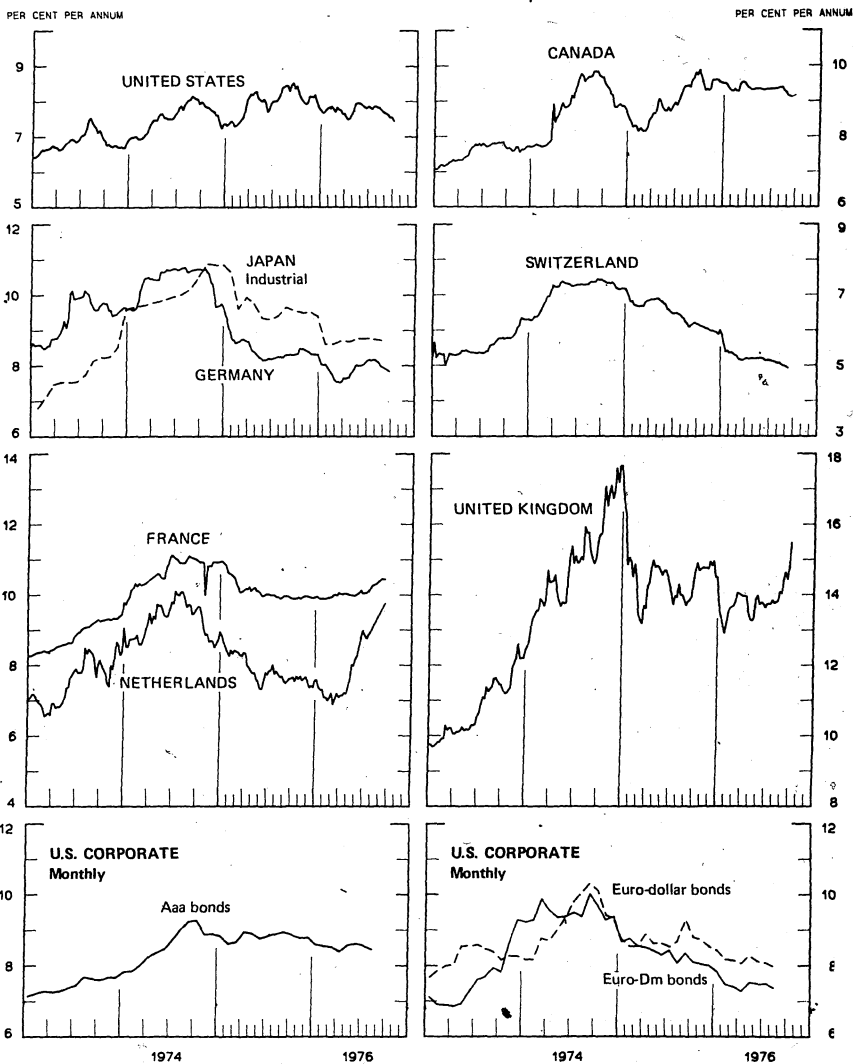 PER CENT PER ANNUM
PER CENT PER ANNUM
UNITED STATES
9
7
5
CANADA
10
8
6
JAPAN
Industrial
GERMANY
12
10
8
6
SWITZERLAND
9
7
5
3
FRANCE
NETHERLANDS
14
12
10
8
6
4
UNITED KINGDOM
18
16
14
12
10
8
U.S. CORPORATE
Monthly
Aaa bonds
12
10
8
6
1974
1976
U.S. CORPORATE
Monthly
Euro-dollar bonds
Euro-Dm bonds
12
10
8
6
1974
1976